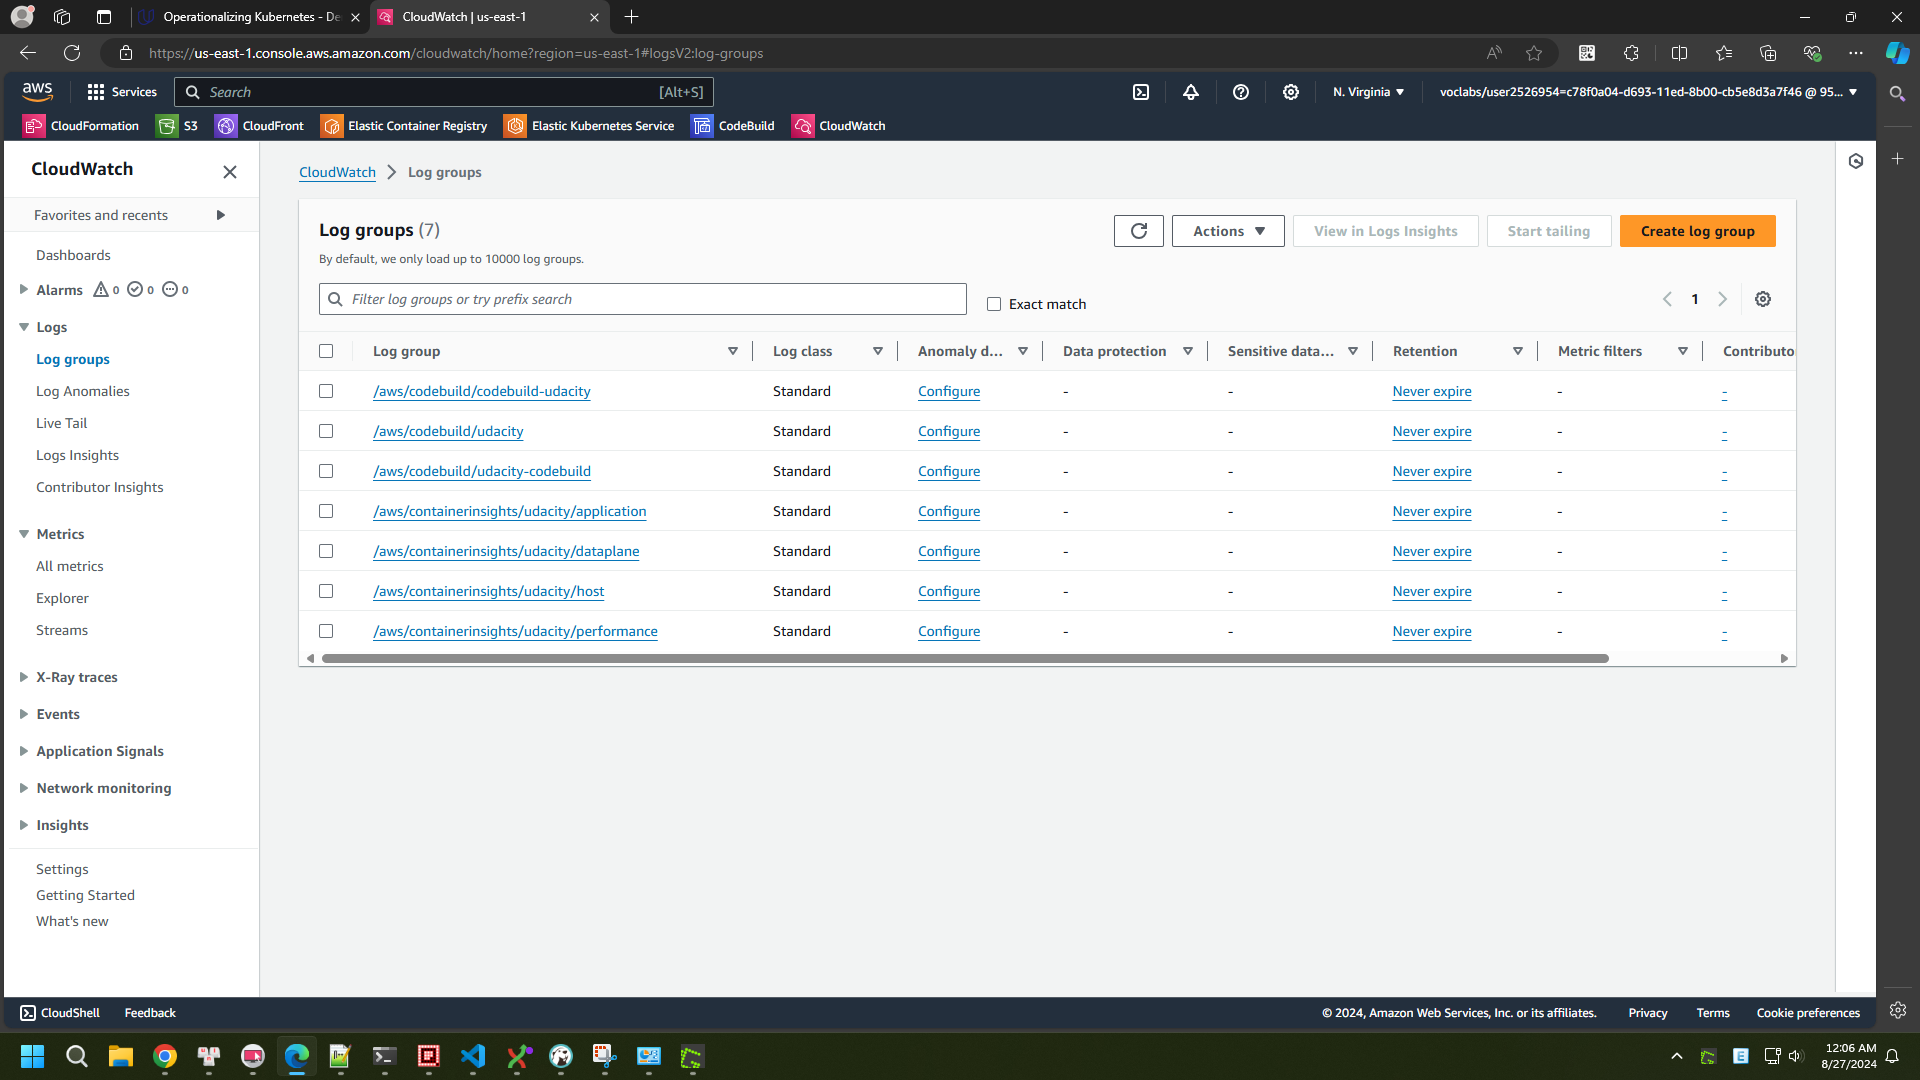 Operationalizing Kubernetes - De
CloudWatch | us-east-1
https://us-east-1.console.aws.amazon.com/cloudwatch/home?region=us-east-1#logsV2:log-groups
aws
Services
Search
[Alt+S]
N. Virginia
voclabs/user2526954=c78f0a04-d693-11ed-8b00-cb5e8d3a7f46 @ 95...
CloudFormation
S3
CloudFront
Elastic Container Registry
Elastic Kubernetes Service
CodeBuild
CloudWatch
CloudWatch
Favorites and recents
Dashboards
Alarms 0 0 0
Logs
Log groups
Log Anomalies
Live Tail
Logs Insights
Contributor Insights
Metrics
All metrics
Explorer
Streams
X-Ray traces
Events
Application Signals
Network monitoring
Insights
Settings
Getting Started
What's new
CloudWatch
Log groups
Log groups (7)
By default, we only load up to 10000 log groups.
Actions
View in Logs Insights
Start tailing
Create log group
Filter log groups or try prefix search
Exact match
1
Log group Log class Anomaly d... Data protection Sensitive data... Retention Metric filters Contributo
/aws/codebuild/codebuild-udacity Standard Configure - - Never expire - -
/aws/codebuild/udacity Standard Configure - - Never expire - -
/aws/codebuild/udacity-codebuild Standard Configure - - Never expire - -
/aws/containerinsights/udacity/application Standard Configure - - Never expire - -
/aws/containerinsights/udacity/dataplane Standard Configure - - Never expire - -
/aws/containerinsights/udacity/host Standard Configure - - Never expire - -
/aws/containerinsights/udacity/performance Standard Configure - - Never expire - -
CloudShell
Feedback
© 2024, Amazon Web Services, Inc. or its affiliates.
Privacy
Terms
Cookie preferences
12:06 AM
8/27/2024